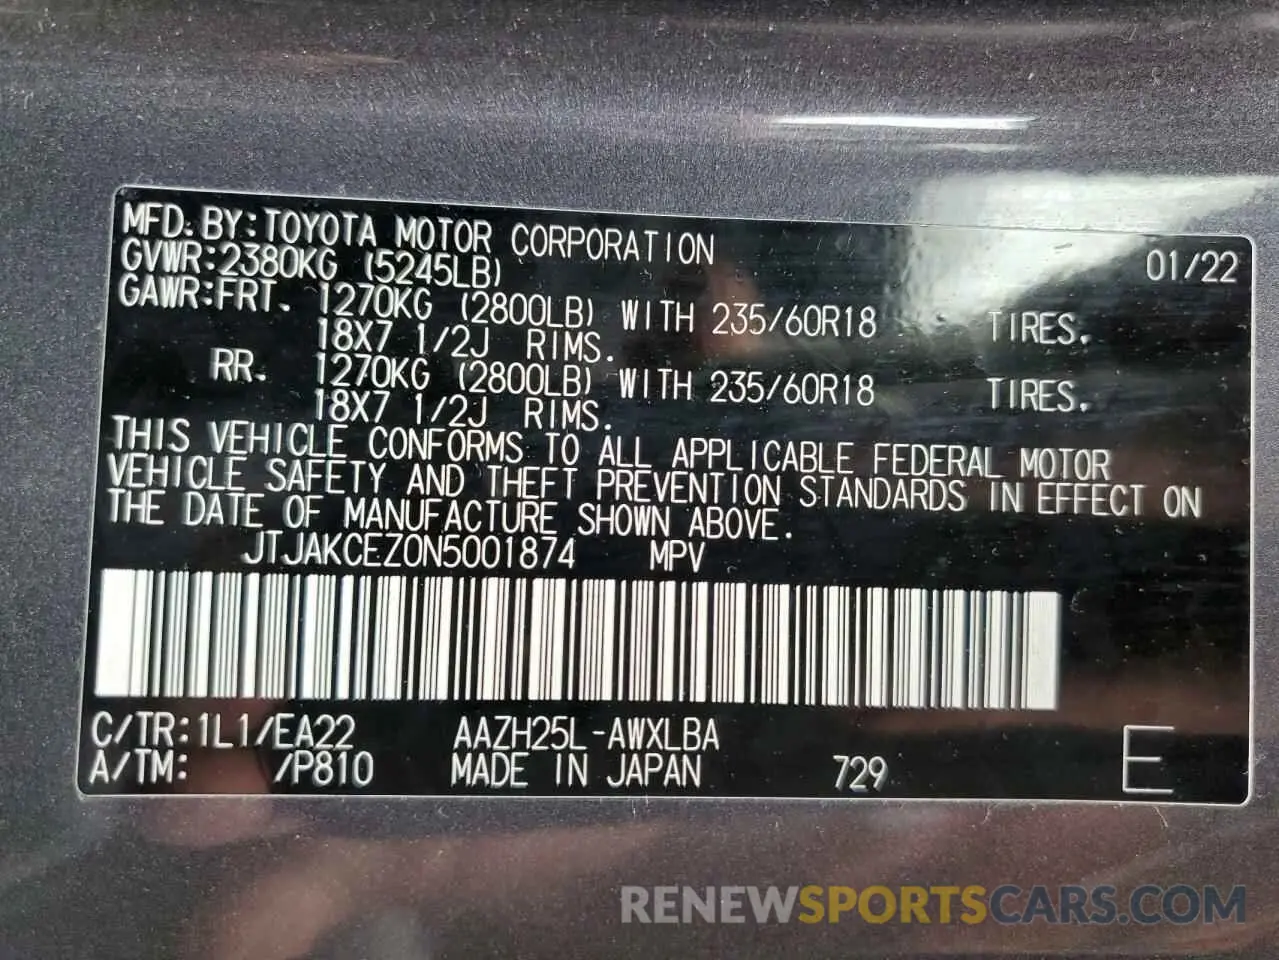 MFD. BY:TOYOTA MOTOR CORPORATION 01/22
GVWR:2380KG (5245LB)
GAWR:FRT. 1270KG (2800LB) WITH 235/60R18 TIRES.
18X7 1/2J RIMS.
RR. 1270KG (2800LB) WITH 235/60R18 TIRES.
18X7 1/2J RIMS.
THIS VEHICLE CONFORMS TO ALL APPLICABLE FEDERAL MOTOR
VEHICLE SAFETY AND THEFT PREVENTION STANDARDS IN EFFECT ON
THE DATE OF MANUFACTURE SHOWN ABOVE.
JTJAKCEZ0N5001874 MPV
C/TR:1L1/EA22 AAZH25L-AWXLBA
A/TM: /P810 MADE IN JAPAN 729 E
RENEWSPORTSCARS.COM